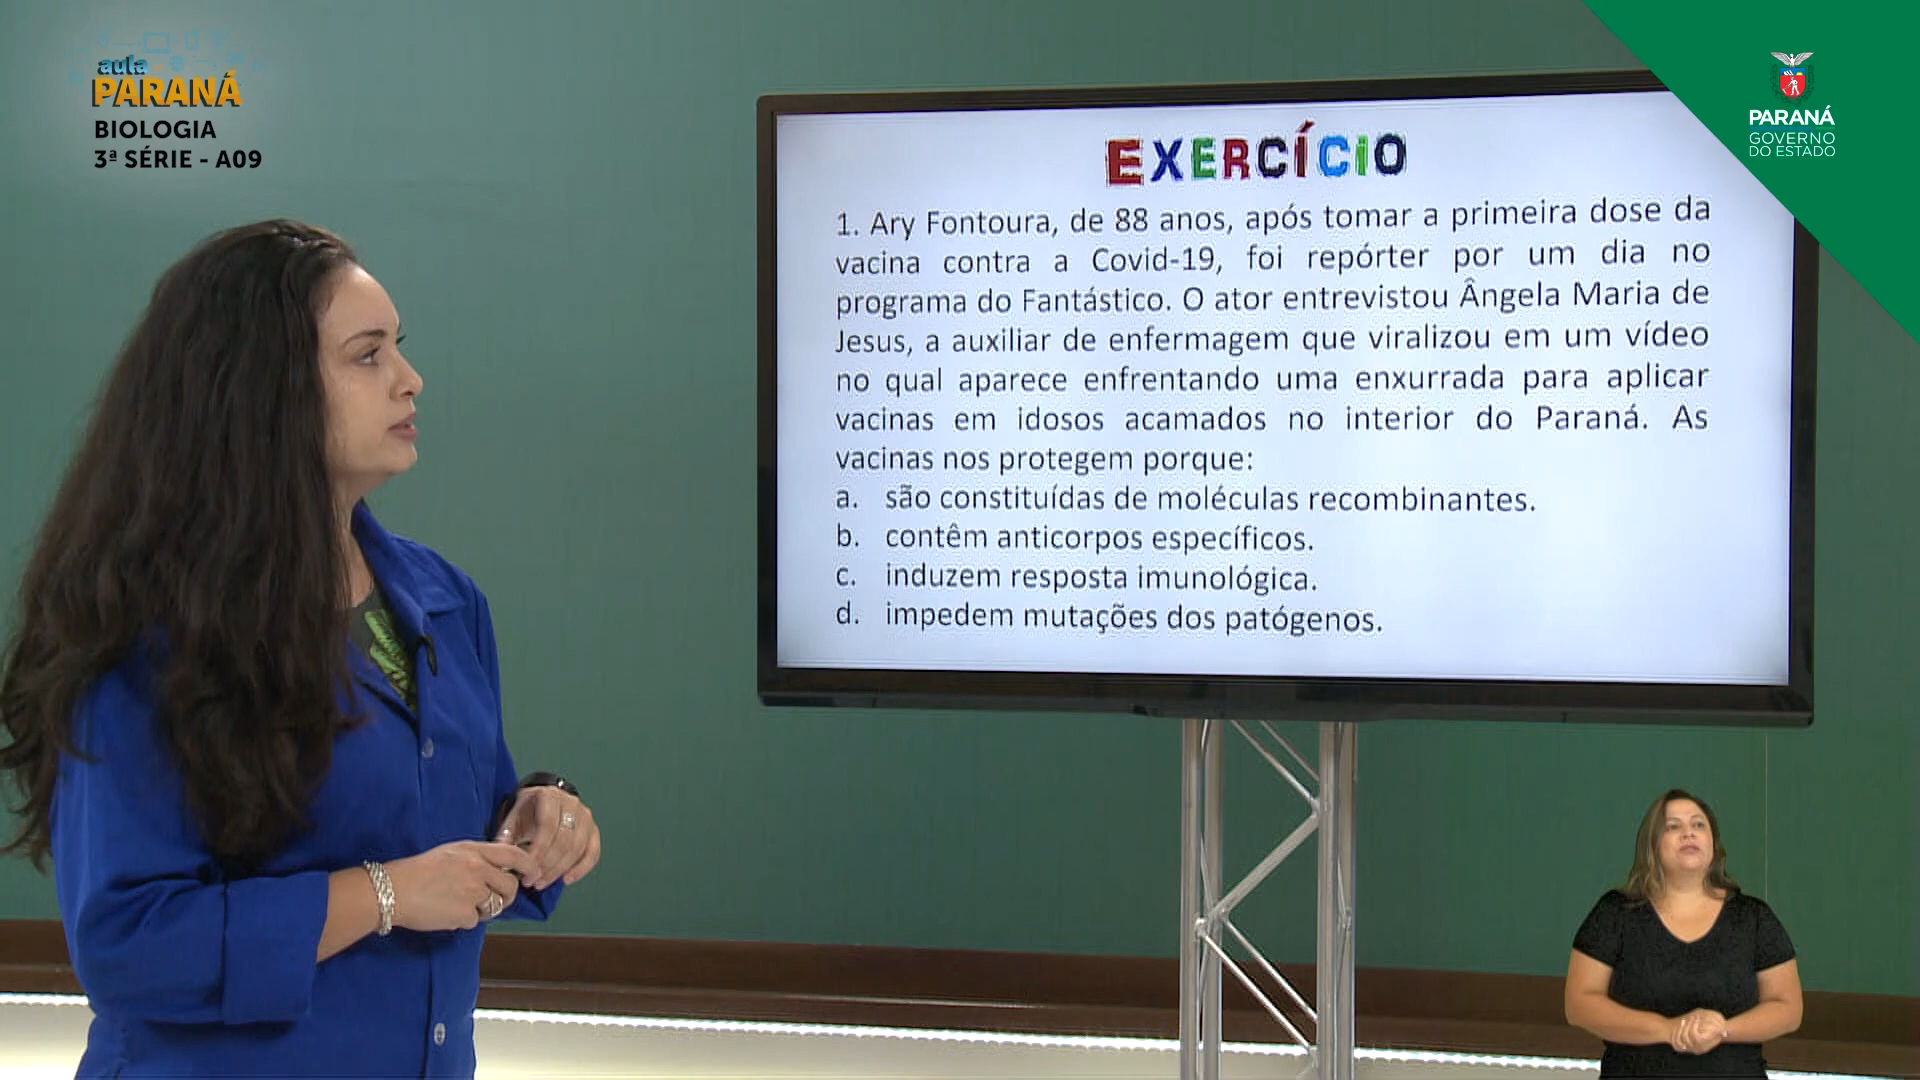 aula
PARANÁ
BIOLOGIA
3ª SÉRIE - A09
PARANÁ
GOVERNO
DO ESTADO
EXERCÍCIO
1. Ary Fontoura, de 88 anos, após tomar a primeira dose da
vacina contra a Covid-19, foi repórter por um dia no
programa do Fantástico. O ator entrevistou Ângela Maria de
Jesus, a auxiliar de enfermagem que viralizou em um vídeo
no qual aparece enfrentando uma enxurrada para aplicar
vacinas em idosos acamados no interior do Paraná. As
vacinas nos protegem porque:
a. são constituídas de moléculas recombinantes.
b. contêm anticorpos específicos.
c. induzem resposta imunológica.
d. impedem mutações dos patógenos.